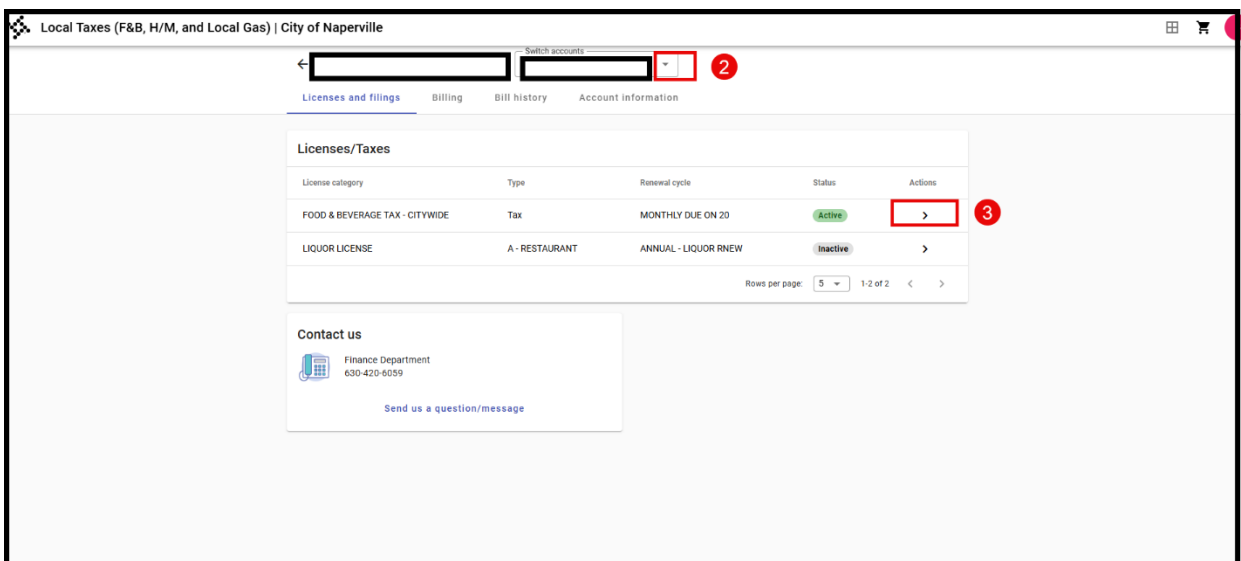 Local Taxes (F&B, H/M, and Local Gas) | City of Naperville
Switch accounts
2
Licenses and filings Billing Bill history Account information
Licenses/Taxes
License category Type Renewal cycle Status Actions
FOOD & BEVERAGE TAX - CITYWIDE Tax MONTHLY DUE ON 20 Active
3
LIQUOR LICENSE A - RESTAURANT ANNUAL - LIQUOR RNEW Inactive
Rows per page: 5 1-2 of 2
Contact us
Finance Department
630-420-6059
Send us a question/message